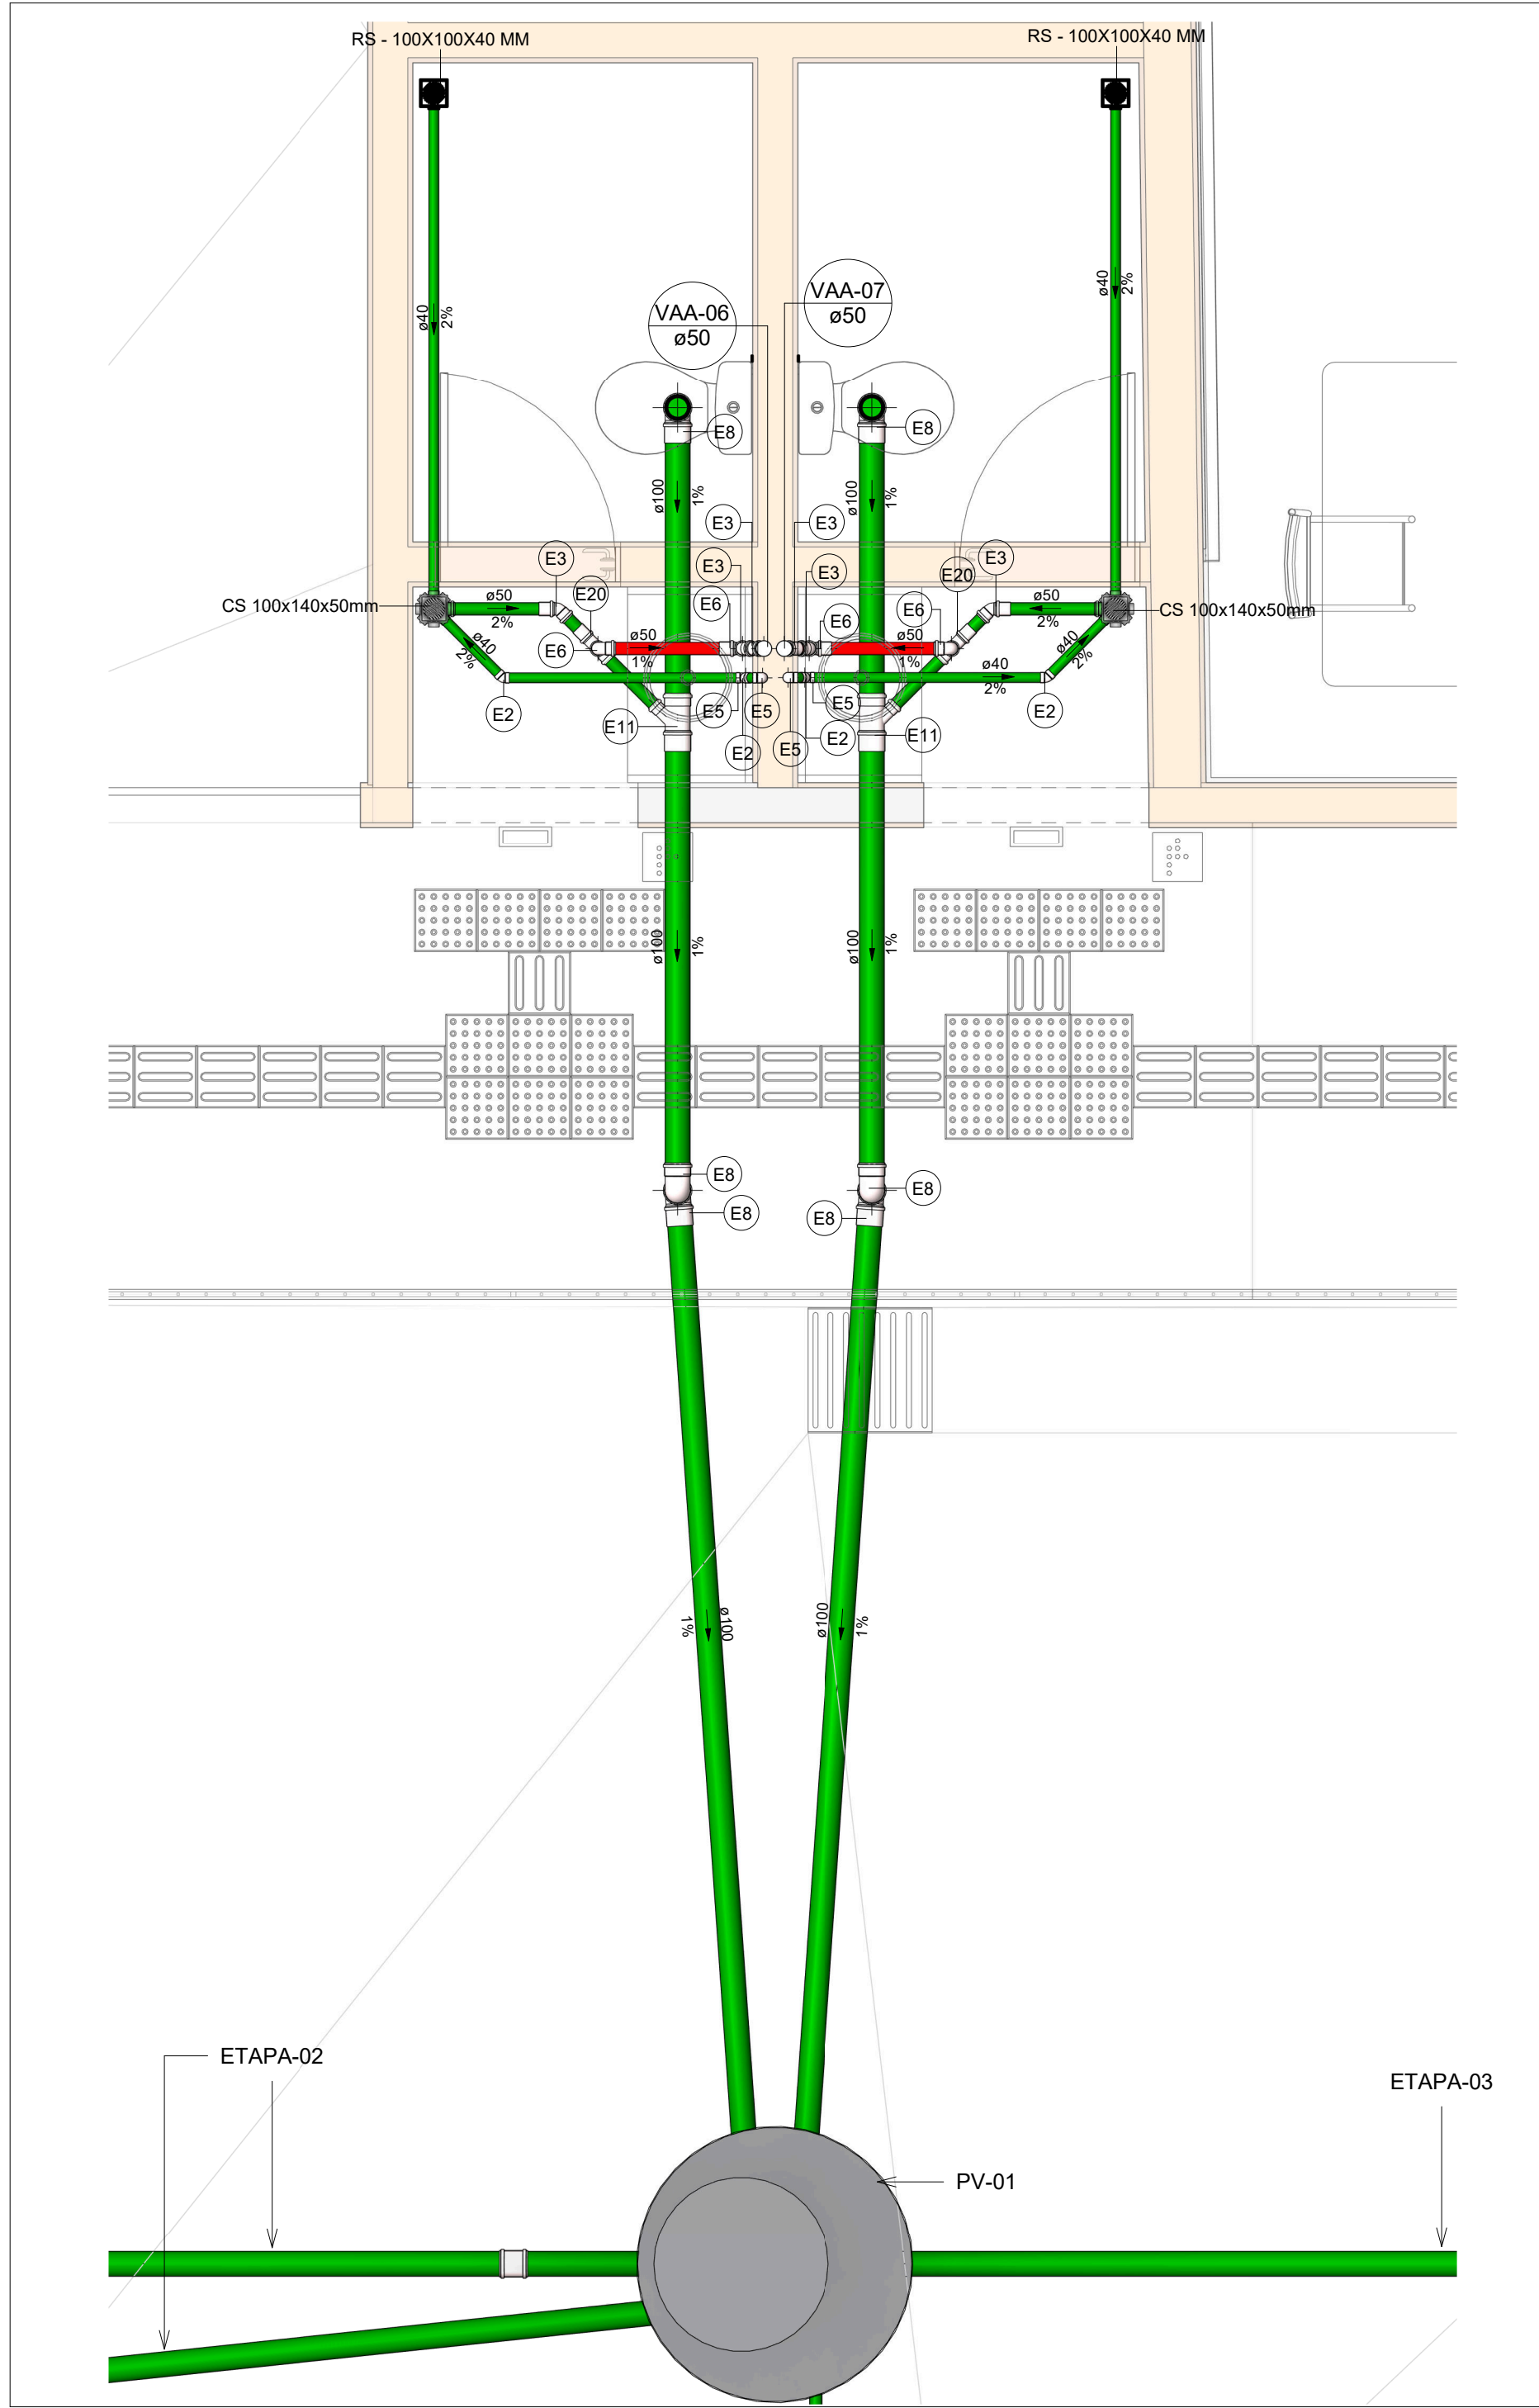 RS - 100X100X40 MM
RS - 100X100X40 MM
ø40
2%
ø40
2%
VAA-06
ø50
VAA-07
ø50
E8
E8
ø100
1%
ø100
1%
E3
E3
E3
E20
E3
E3
E20
E3
CS 100x140x50mm
ø50
2%
E6
E6
E6
ø50
2%
CS 100x140x50mm
ø40
2%
E6
ø50
1%
ø50
1%
ø40
2%
ø40
2%
E2
E11
E5
E5
E5
E2
E2
E5
E2
E11
ø100
1%
ø100
1%
E8
E8
E8
E8
1%
ø100
ø100
1%
ETAPA-02
ETAPA-03
PV-01